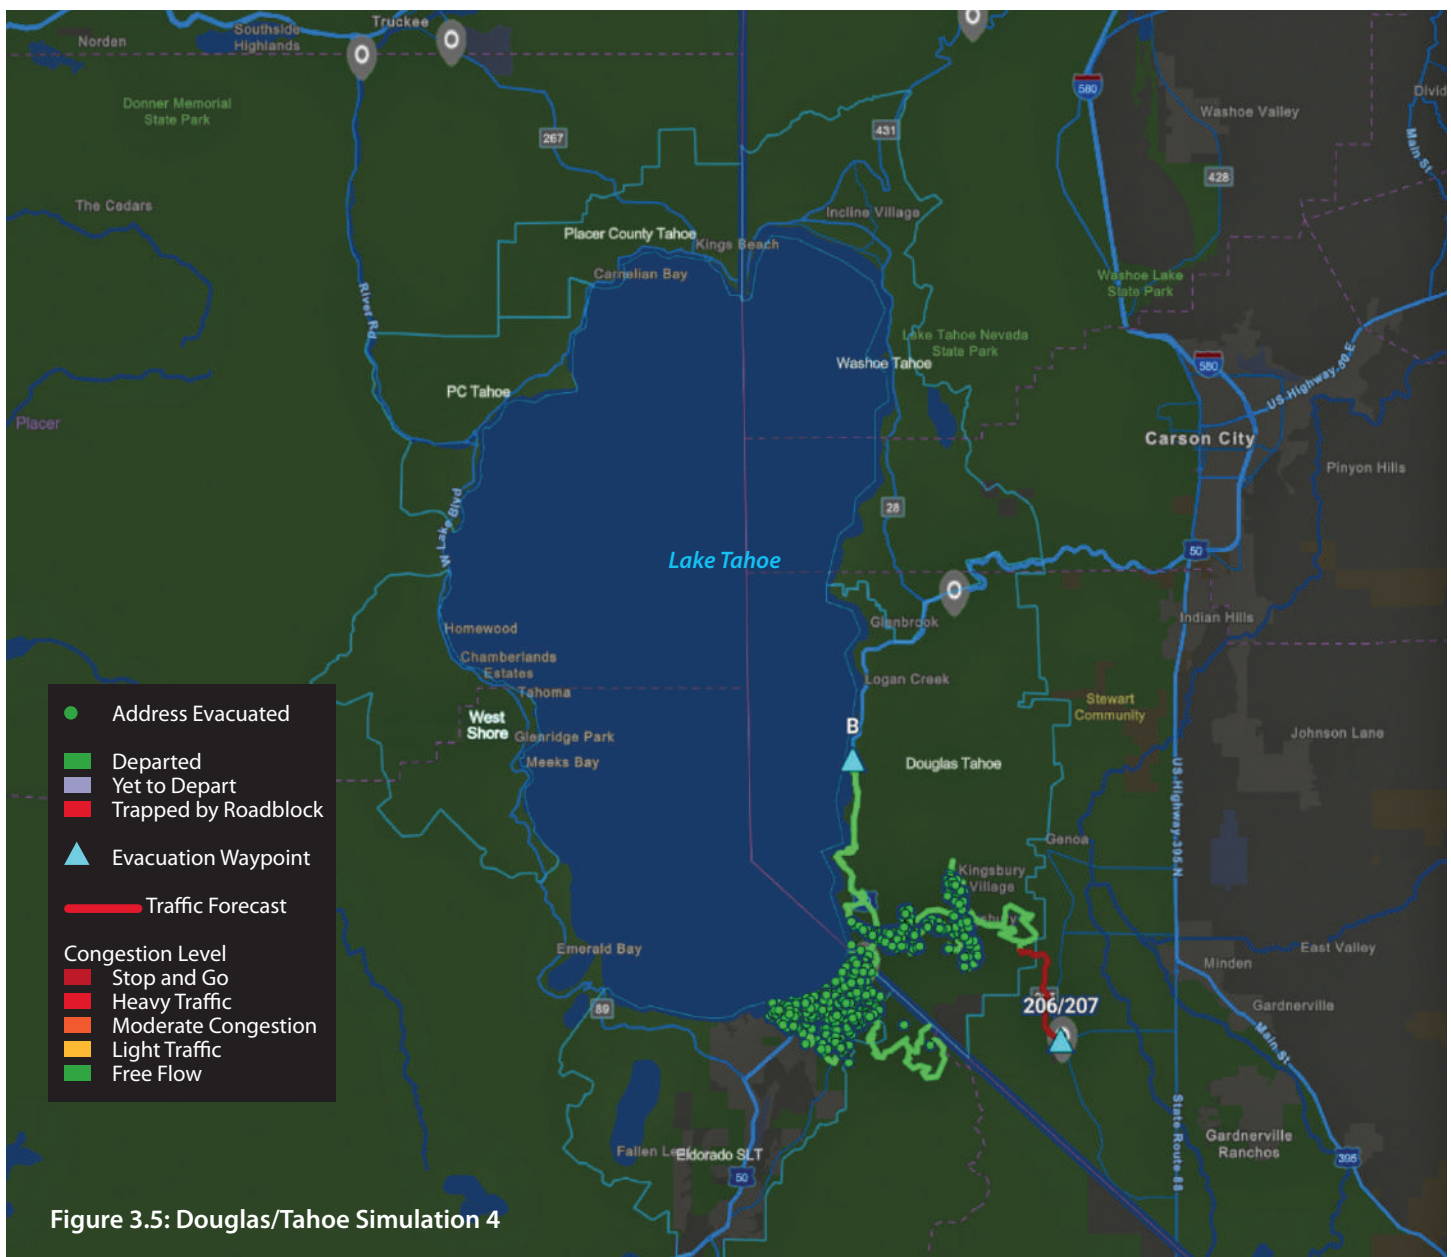 Truckee
Southside
Highlands
Norden
Donner Memorial
State Park
267
431
580
Washoe Valley
428
Main St
The Cedars
Incline Village
Placer County Tahoe
Kings Beach
Carnelian Bay
Washoe Lake
State Park
River Rd
Lake Tahoe Nevada
State Park
Washoe Tahoe
580
US Highway 50 E
PC Tahoe
Placer
Carson City
Pinyon Hills
W Lake Blvd
28
50
Lake Tahoe
Glenbrook
Indian Hills
Homewood
Chamberlands
Estates
Tahoma
Logan Creek
Stewart
Community
West
Shore
Glenridge Park
Meeks Bay
B
Douglas Tahoe
Johnson Lane
US Highway 395 N
Genoa
Kingsbury
Village
Emerald Bay
East Valley
Minden
89
206/207
Gardnerville
Main St
State Route 88
Gardnerville
Ranchos
Eldorado SLT
50
395
Address Evacuated
Departed
Yet to Depart
Trapped by Roadblock
Evacuation Waypoint
Traffic Forecast
Congestion Level
Stop and Go
Heavy Traffic
Moderate Congestion
Light Traffic
Free Flow
Figure 3.5: Douglas/Tahoe Simulation 4